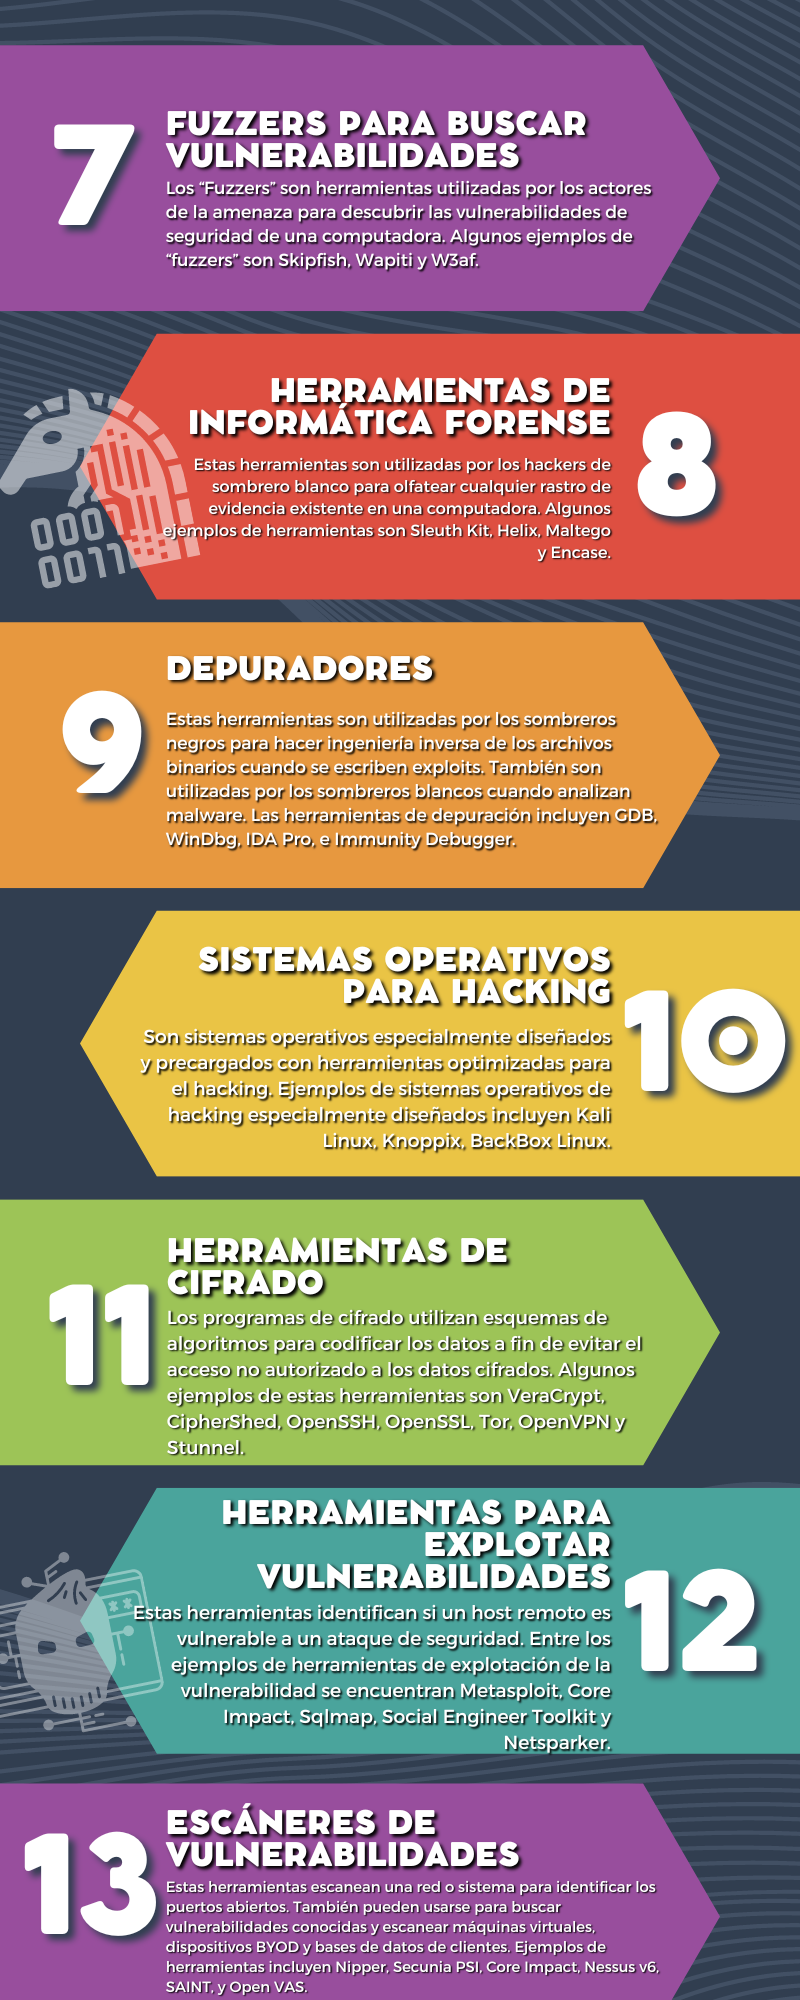 7
FUZZERS PARA BUSCAR
VULNERABILIDADES
Los “Fuzzers” son herramientas utilizadas por los actores
de la amenaza para descubrir las vulnerabilidades de
seguridad de una computadora. Algunos ejemplos de
“fuzzers” son Skipfish, Wapiti y W3af.
HERRAMIENTAS DE
INFORMÁTICA FORENSE
8
Estas herramientas son utilizadas por los hackers de
sombrero blanco para olfatear cualquier rastro de
evidencia existente en una computadora. Algunos
ejemplos de herramientas son Sleuth Kit, Helix, Maltego
y Encase.
0001
0011
9
DEPURADORES
Estas herramientas son utilizadas por los sombreros
negros para hacer ingeniería inversa de los archivos
binarios cuando se escriben exploits. También son
utilizadas por los sombreros blancos cuando analizan
malware. Las herramientas de depuración incluyen GDB,
WinDbg, IDA Pro, e Immunity Debugger.
SISTEMAS OPERATIVOS
PARA HACKING
10
Son sistemas operativos especialmente diseñados
y precargados con herramientas optimizadas para
el hacking. Ejemplos de sistemas operativos de
hacking especialmente diseñados incluyen Kali
Linux, Knoppix, BackBox Linux.
11
HERRAMIENTAS DE
CIFRADO
Los programas de cifrado utilizan esquemas de
algoritmos para codificar los datos a fin de evitar el
acceso no autorizado a los datos cifrados. Algunos
ejemplos de estas herramientas son VeraCrypt,
CipherShed, OpenSSH, OpenSSL, Tor, OpenVPN y
Stunnel.
HERRAMIENTAS PARA
EXPLOTAR
VULNERABILIDADES
12
Estas herramientas identifican si un host remoto es
vulnerable a un ataque de seguridad. Entre los
ejemplos de herramientas de explotación de la
vulnerabilidad se encuentran Metasploit, Core
Impact, Sqlmap, Social Engineer Toolkit y
Netsparker.
13
ESCÁNERES DE
VULNERABILIDADES
Estas herramientas escanean una red o sistema para identificar los
puertos abiertos. También pueden usarse para buscar
vulnerabilidades conocidas y escanear máquinas virtuales,
dispositivos BYOD y bases de datos de clientes. Ejemplos de
herramientas incluyen Nipper, Secunia PSI, Core Impact, Nessus v6,
SAINT, y Open VAS.